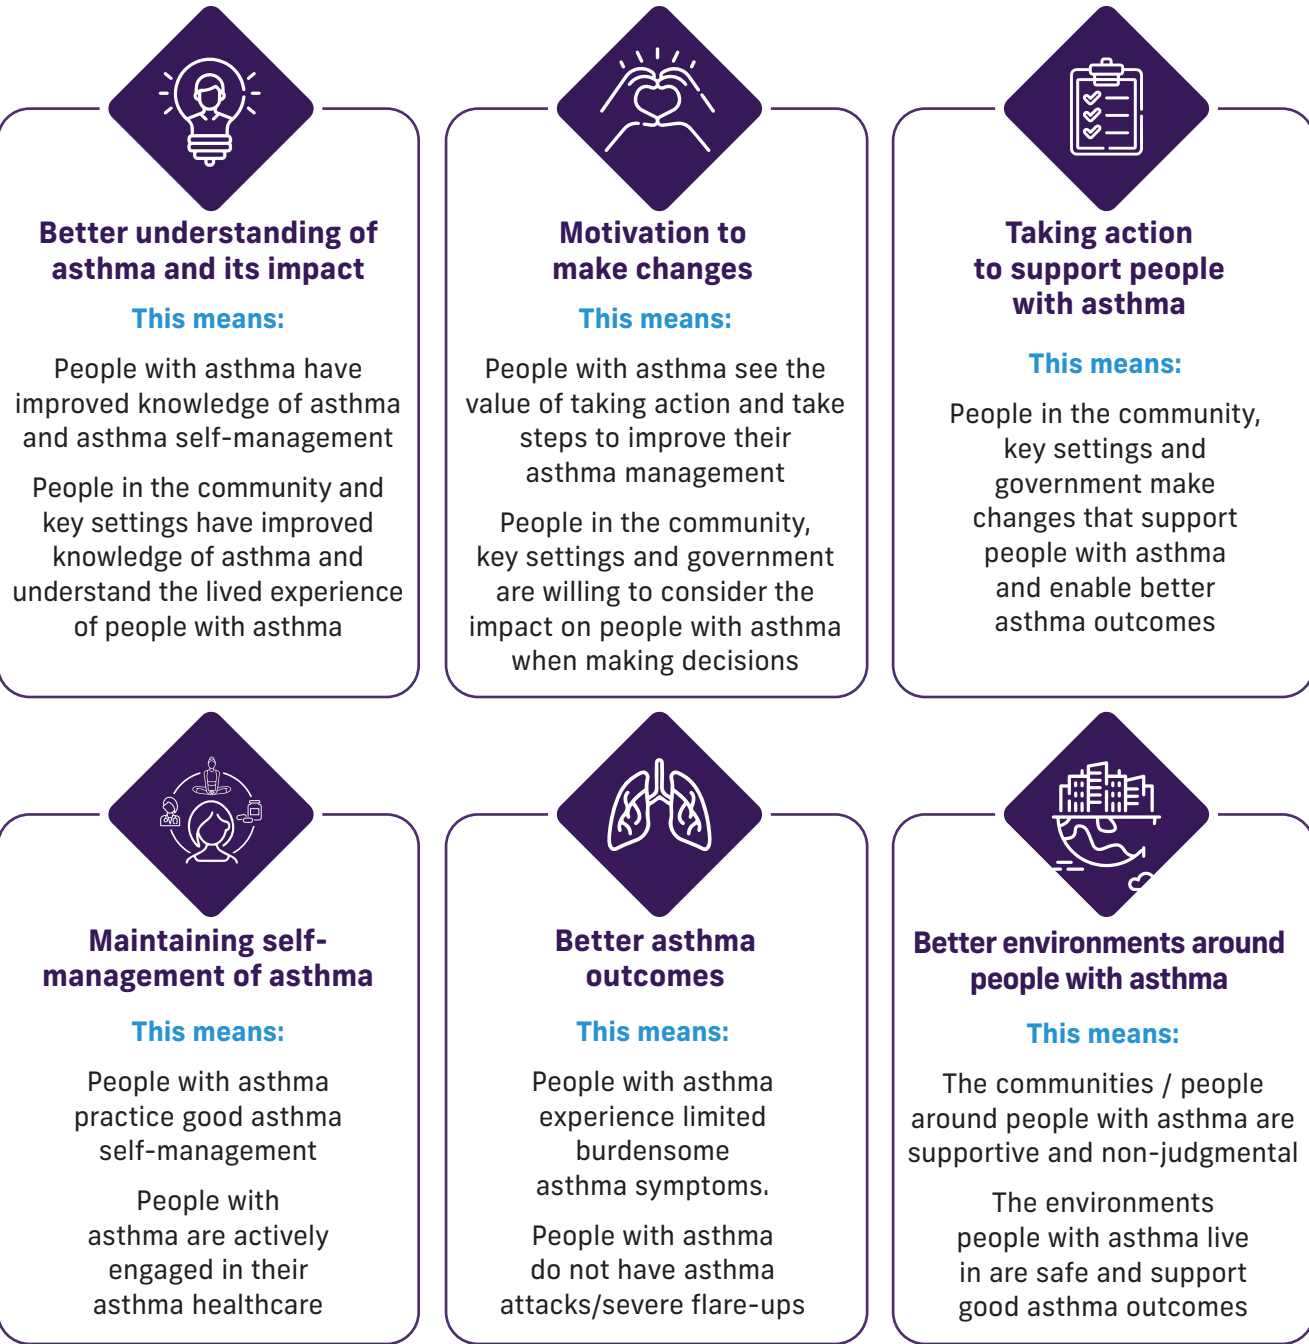 Better understanding of
asthma and its impact
This means:
People with asthma have
improved knowledge of asthma
and asthma self-management
People in the community and
key settings have improved
knowledge of asthma and
understand the lived experience
of people with asthma
Motivation to
make changes
This means:
People with asthma see the
value of taking action and take
steps to improve their
asthma management
People in the community,
key settings and government
are willing to consider the
impact on people with asthma
when making decisions
Taking action
to support people
with asthma
This means:
People in the community,
key settings and
government make
changes that support
people with asthma
and enable better
asthma outcomes
Maintaining self-
management of asthma
This means:
People with asthma
practice good asthma
self-management
People with
asthma are actively
engaged in their
asthma healthcare
Better asthma
outcomes
This means:
People with asthma
experience limited
burdensome
asthma symptoms.
People with asthma
do not have asthma
attacks/severe flare-ups
Better environments around
people with asthma
This means:
The communities / people
around people with asthma are
supportive and non-judgmental
The environments
people with asthma live
in are safe and support
good asthma outcomes